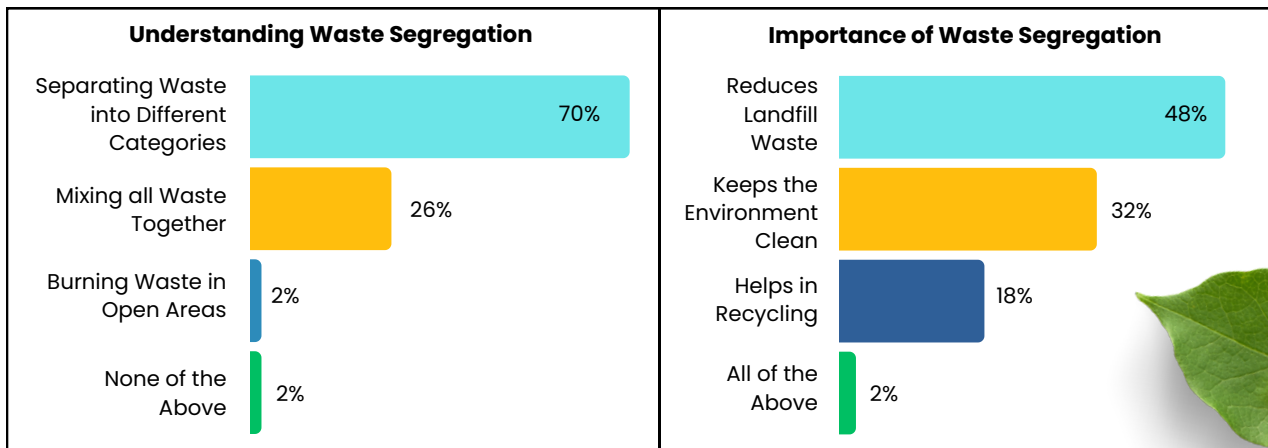 Understanding Waste Segregation
Separating Waste
into Different
Categories
70%
Mixing all Waste
Together
26%
Burning Waste in
Open Areas
2%
None of the
Above
2%
Importance of Waste Segregation
Reduces
Landfill
Waste
48%
Keeps the
Environment
Clean
32%
Helps in
Recycling
18%
All of the
Above
2%